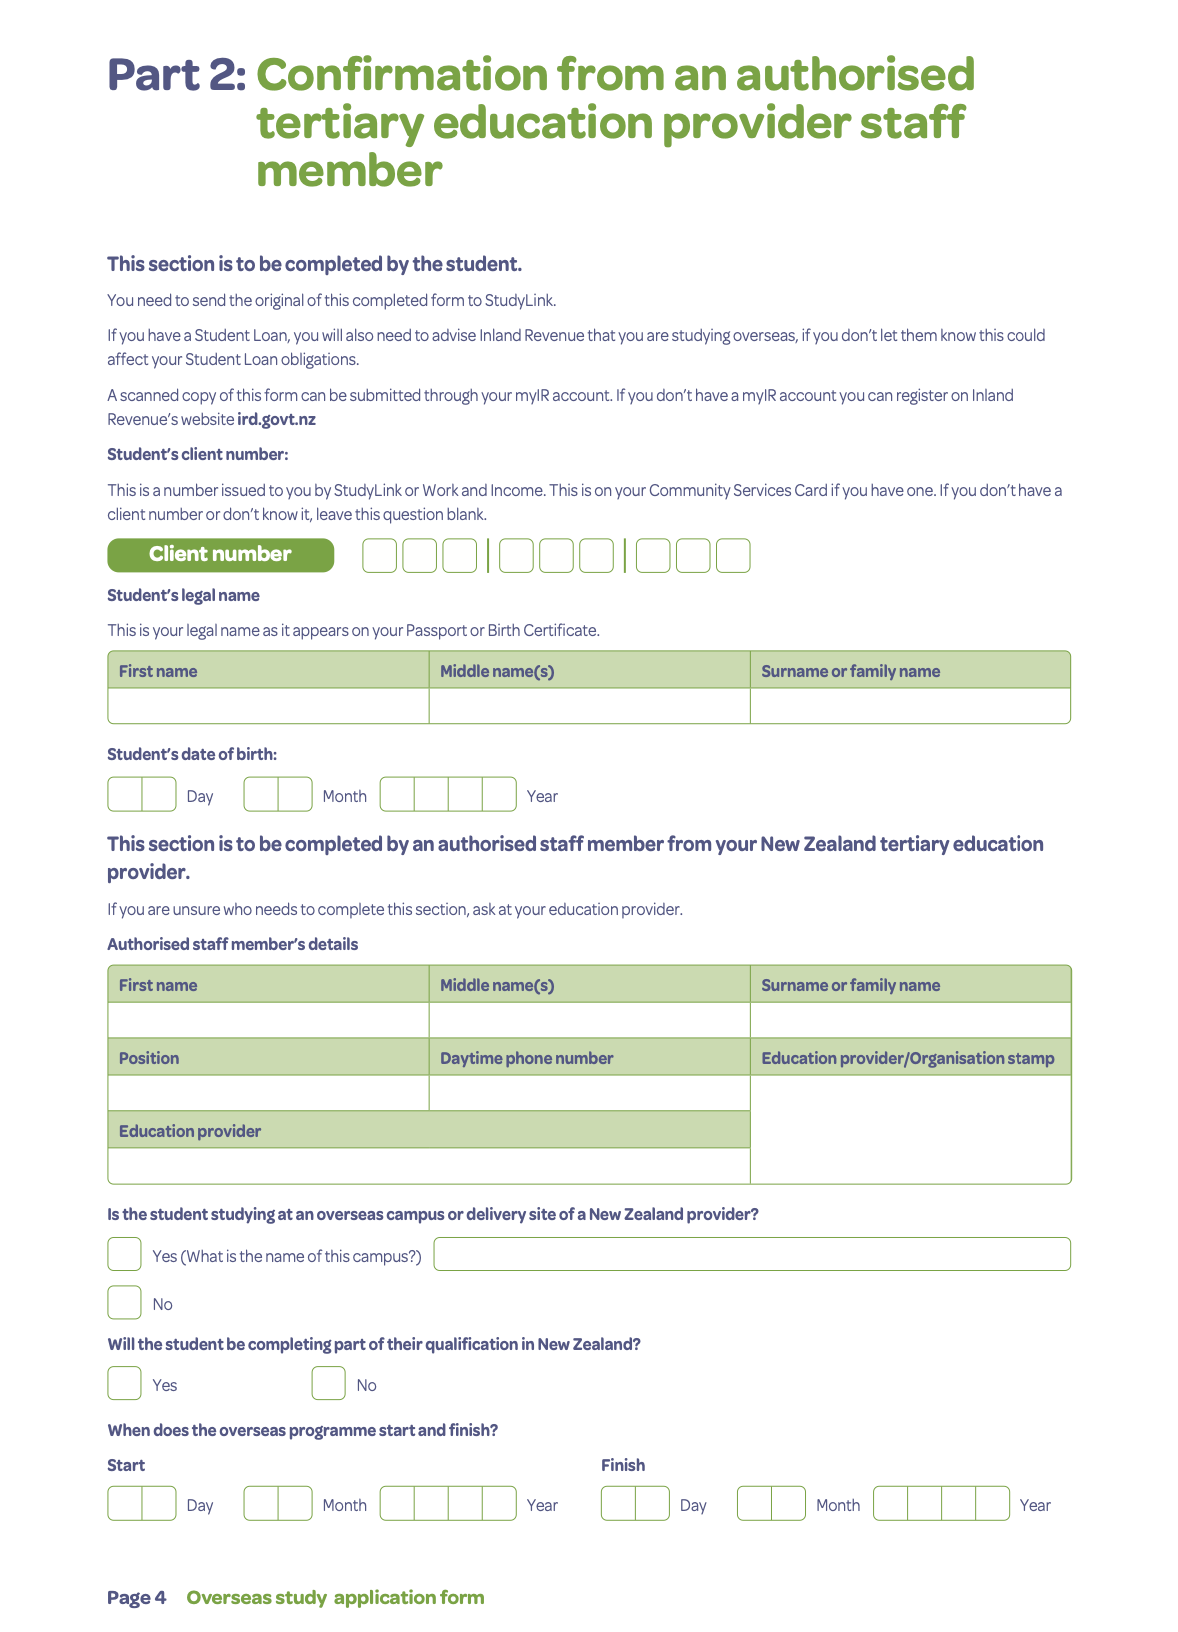 Part 2: Confirmation from an authorised
tertiary education provider staff
member
This section is to be completed by the student.
You need to send the original of this completed form to StudyLink.
If you have a Student Loan, you will also need to advise Inland Revenue that you are studying overseas, if you don’t let them know this could
affect your Student Loan obligations.
A scanned copy of this form can be submitted through your myIR account. If you don’t have a myIR account you can register on Inland
Revenue’s website ird.govt.nz
Student’s client number:
This is a number issued to you by StudyLink or Work and Income. This is on your Community Services Card if you have one. If you don’t have a
client number or don’t know it, leave this question blank.
Client number
Student’s legal name
This is your legal name as it appears on your Passport or Birth Certificate.
First name Middle name(s) Surname or family name
Student’s date of birth:
Day Month Year
This section is to be completed by an authorised staff member from your New Zealand tertiary education
provider.
If you are unsure who needs to complete this section, ask at your education provider.
Authorised staff member’s details
First name Middle name(s) Surname or family name
Position Daytime phone number Education provider/Organisation stamp
Education provider
Is the student studying at an overseas campus or delivery site of a New Zealand provider?
Yes (What is the name of this campus?)
No
Will the student be completing part of their qualification in New Zealand?
Yes No
When does the overseas programme start and finish?
Start Finish
Day Month Year Day Month Year
Page 4 Overseas study application form